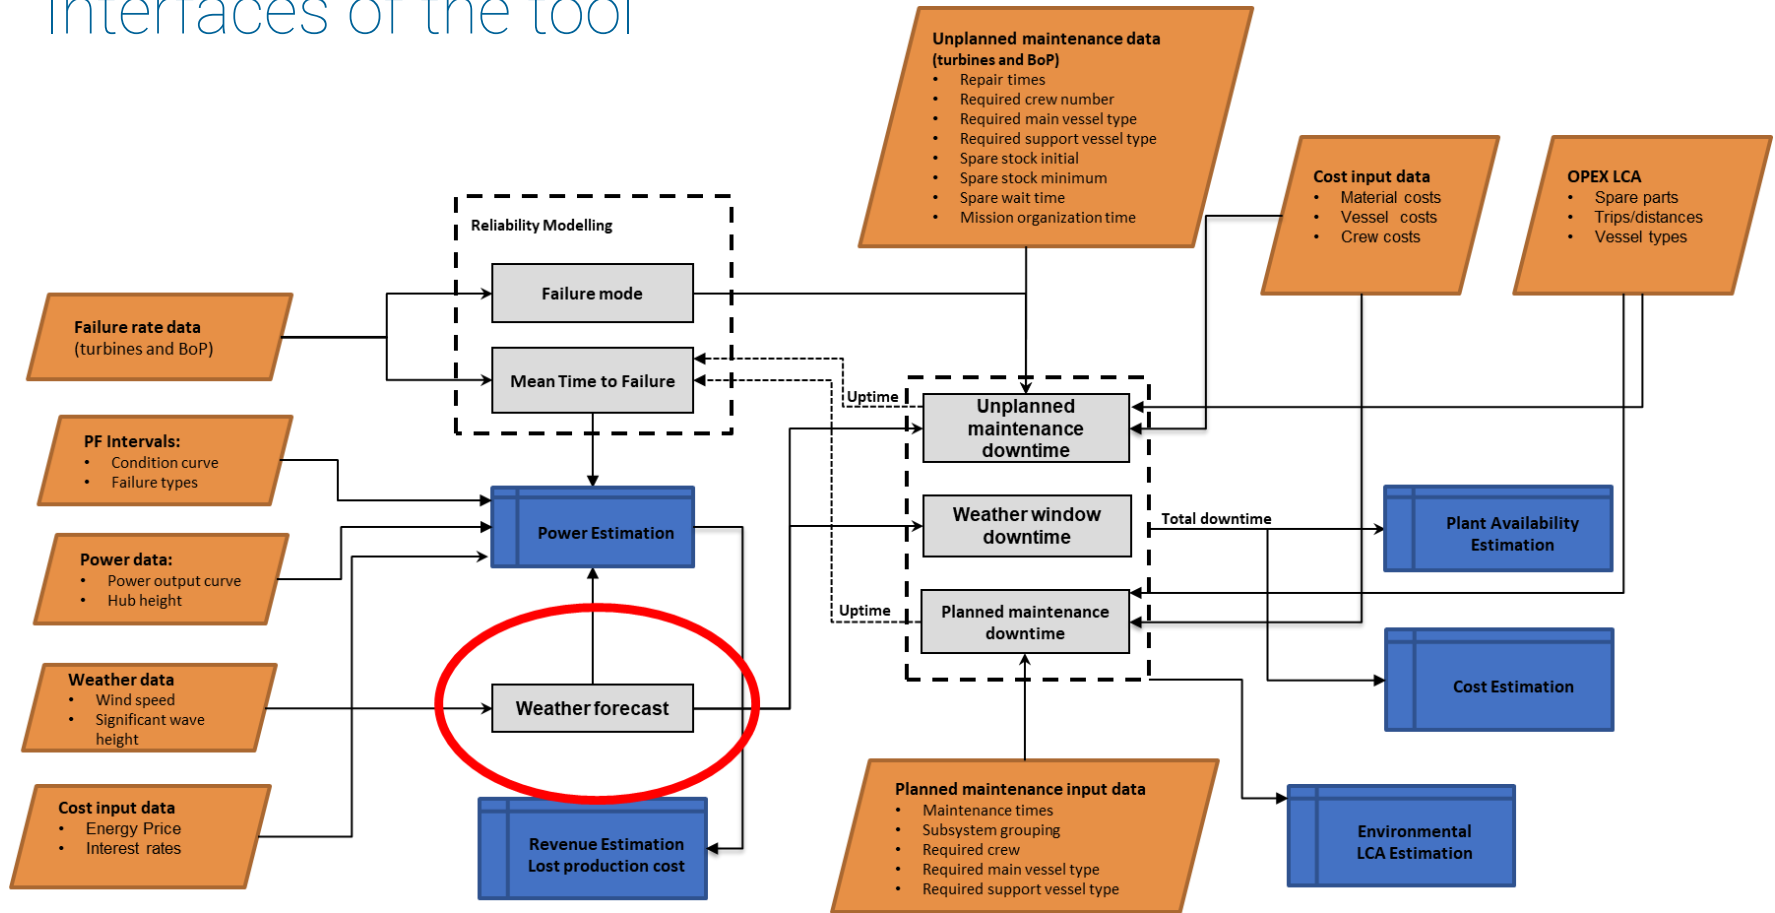 Interfaces of the tool
Unplanned maintenance data
(turbines and BoP)
• Repair times
• Required crew number
• Required main vessel type
• Required support vessel type
• Spare stock initial
• Spare stock minimum
• Spare wait time
• Mission organization time
Cost input data
• Material costs
• Vessel costs
• Crew costs
OPEX LCA
• Spare parts
• Trips/distances
• Vessel types
Reliability Modelling
Failure mode
Mean Time to Failure
Failure rate data
(turbines and BoP)
PF Intervals:
• Condition curve
• Failure types
Power data:
• Power output curve
• Hub height
Weather data
• Wind speed
• Significant wave
height
Cost input data
• Energy Price
• Interest rates
Power Estimation
Weather forecast
Revenue Estimation
Lost production cost
Uptime
Unplanned
maintenance
downtime
Weather window
downtime
Uptime
Planned maintenance
downtime
Total downtime
Plant Availability
Estimation
Cost Estimation
Environmental
LCA Estimation
Planned maintenance input data
• Maintenance times
• Subsystem grouping
• Required crew
• Required main vessel type
• Required support vessel type